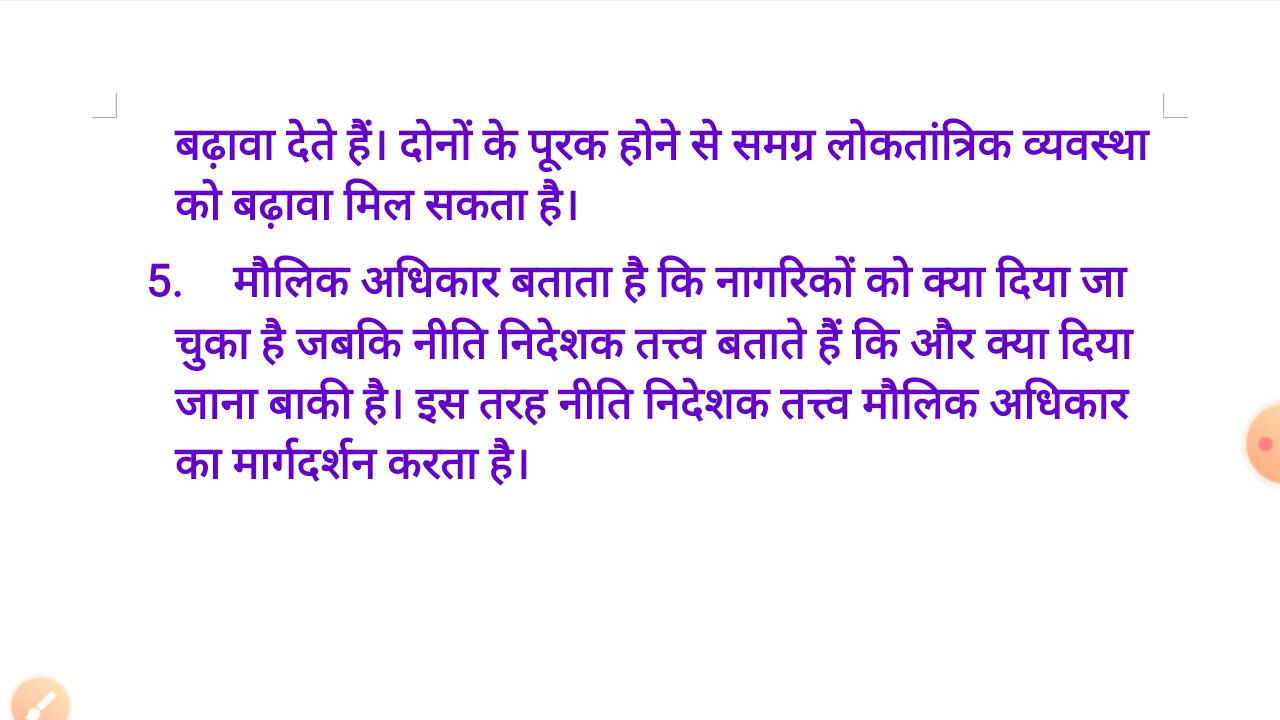 बढ़ावा देते हैं। दोनों के पूरक होने से समग्र लोकतांत्रिक व्यवस्था
को बढ़ावा मिल सकता है।
5. मौलिक अधिकार बताता है कि नागरिकों को क्या दिया जा
चुका है जबकि नीति निदेशक तत्त्व बताते हैं कि और क्या दिया
जाना बाकी है। इस तरह नीति निदेशक तत्त्व मौलिक अधिकार
का मार्गदर्शन करता है।